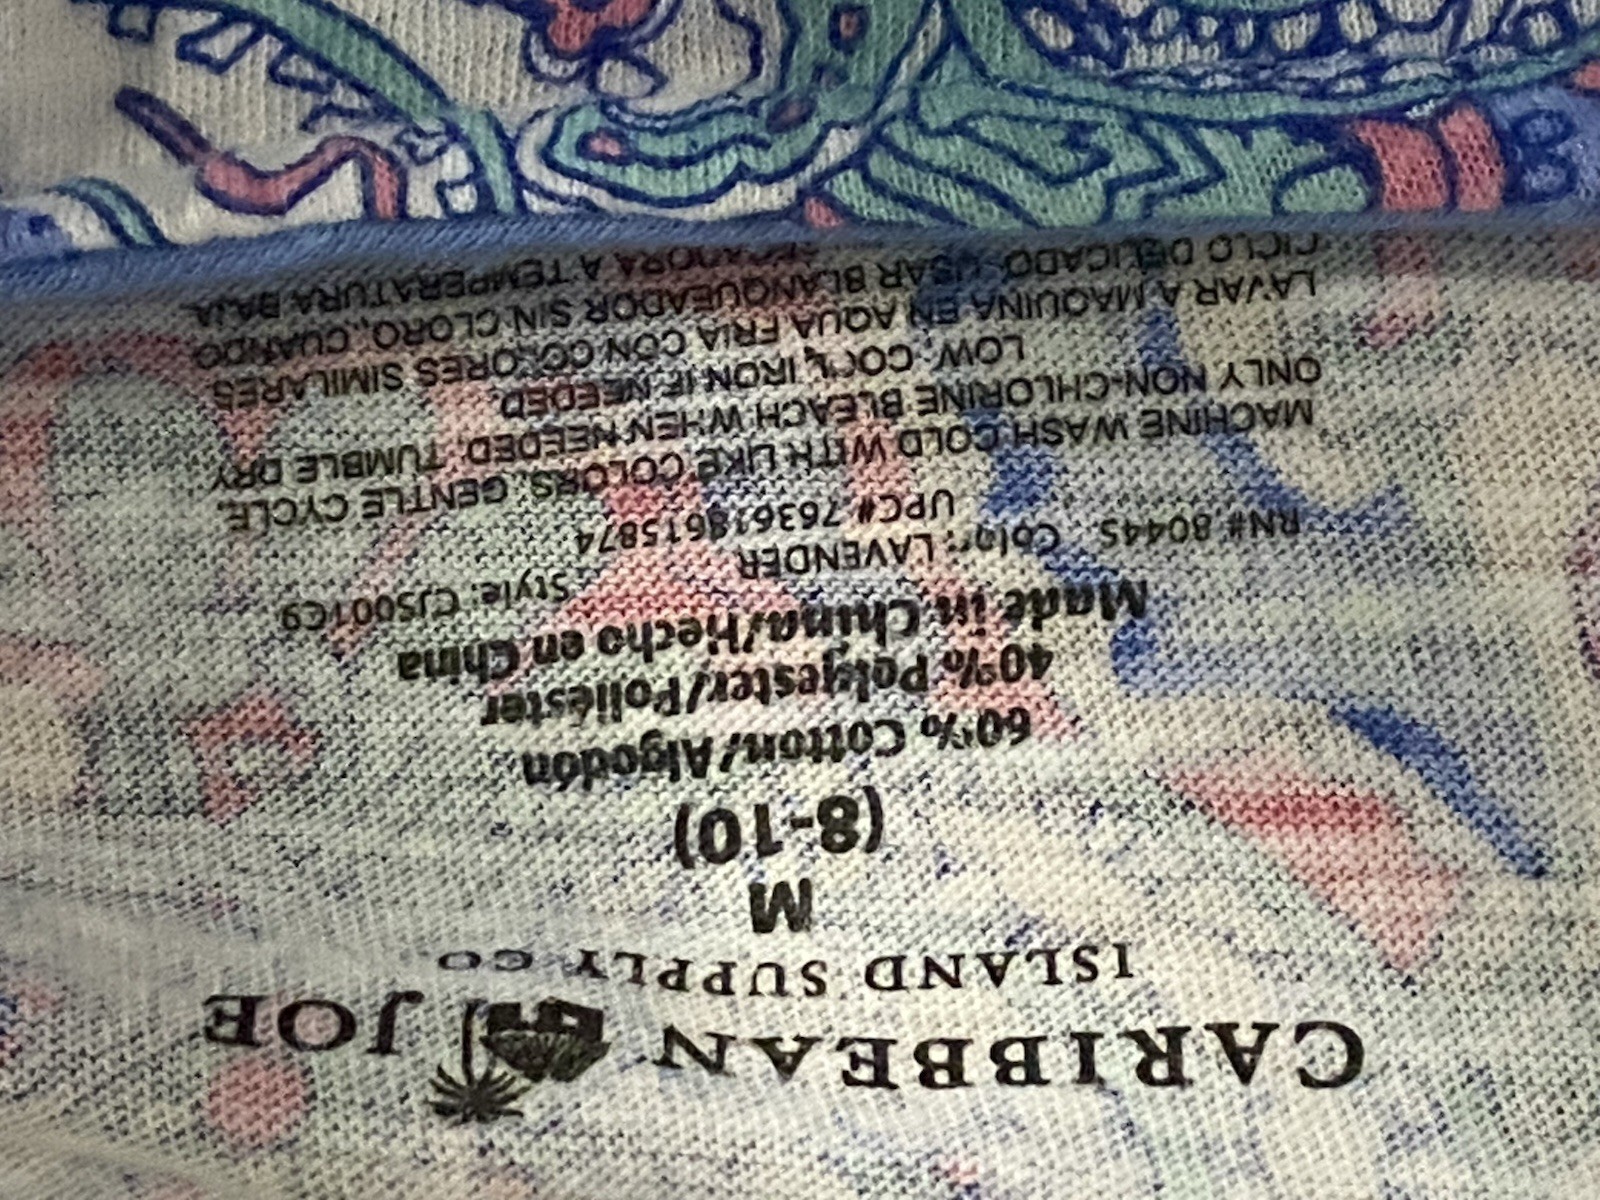 CARIBBEAN JOE
ISLAND SUPPLY CO.
M
(8-10)
60% Cotton/Algodón
40% Polyester/Poliéster
Made in China/Hecho en China
RN# 80445 Color: LAVENDER Style: CJS001C9
UPC#
MACHINE WASH COLD WITH LIKE COLORS, GENTLE CYCLE,
ONLY NON-CHLORINE BLEACH WHEN NEEDED, TUMBLE DRY
LOW, COOL IRON IF NEEDED.
LAVAR A MAQUINA EN AQUA FRIA CON COLORES SIMILARES
CICLO DELICADO, USAR BLANQUEADOR SIN CLORO, CUANDO
A TEMPERATURA BAJA,